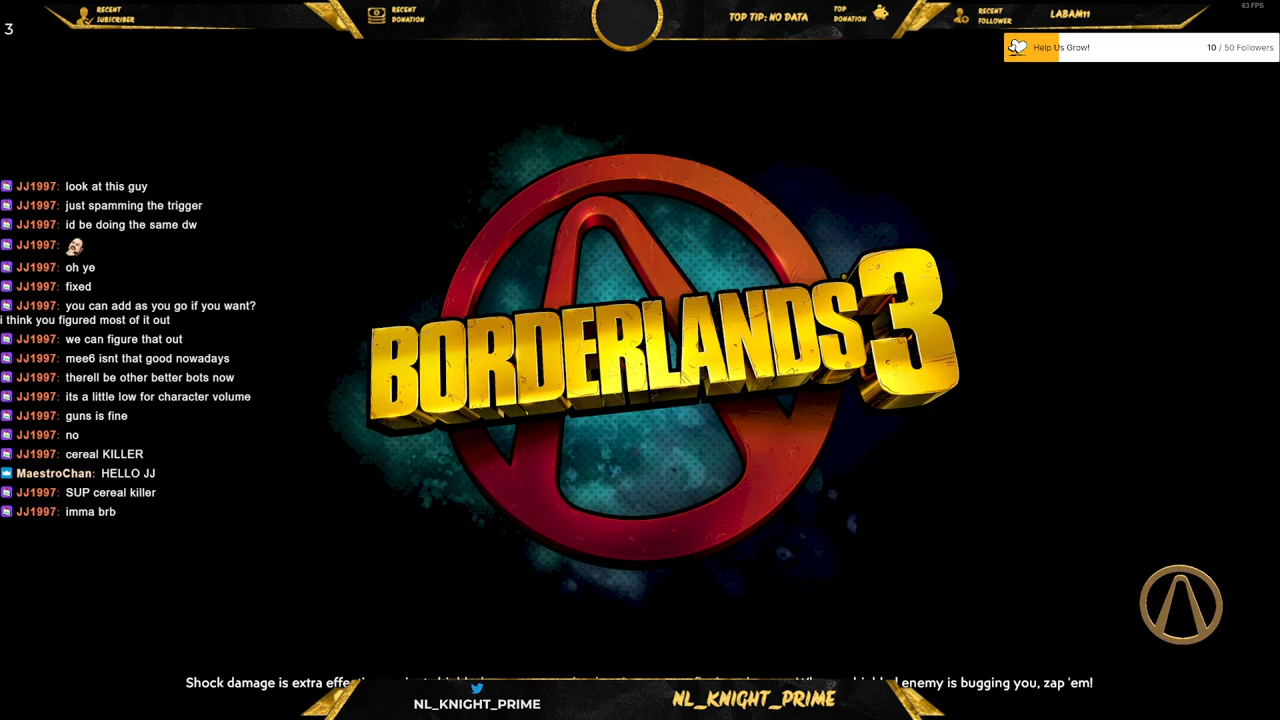 3
RECENT
SUBSCRIBER
RECENT
DONATION
TOP TIP: NO DATA
TOP
DONATION
RECENT
FOLLOWER
LABAM11
63 FPS
Help Us Grow!
10 / 50 Followers
JJ1997: look at this guy
JJ1997: just spamming the trigger
JJ1997: id be doing the same dw
JJ1997:
JJ1997: oh ye
JJ1997: fixed
JJ1997: you can add as you go if you want?
i think you figured most of it out
JJ1997: we can figure that out
JJ1997: mee6 isnt that good nowadays
JJ1997: therell be other better bots now
JJ1997: its a little low for character volume
JJ1997: guns is fine
JJ1997: no
JJ1997: cereal KILLER
MaestroChan: HELLO JJ
JJ1997: SUP cereal killer
JJ1997: imma brb
BORDERLANDS 3
Shock damage is extra enemy is bugging you, zap 'em!
NL_KNIGHT_PRIME
NL_KNIGHT_PRIME